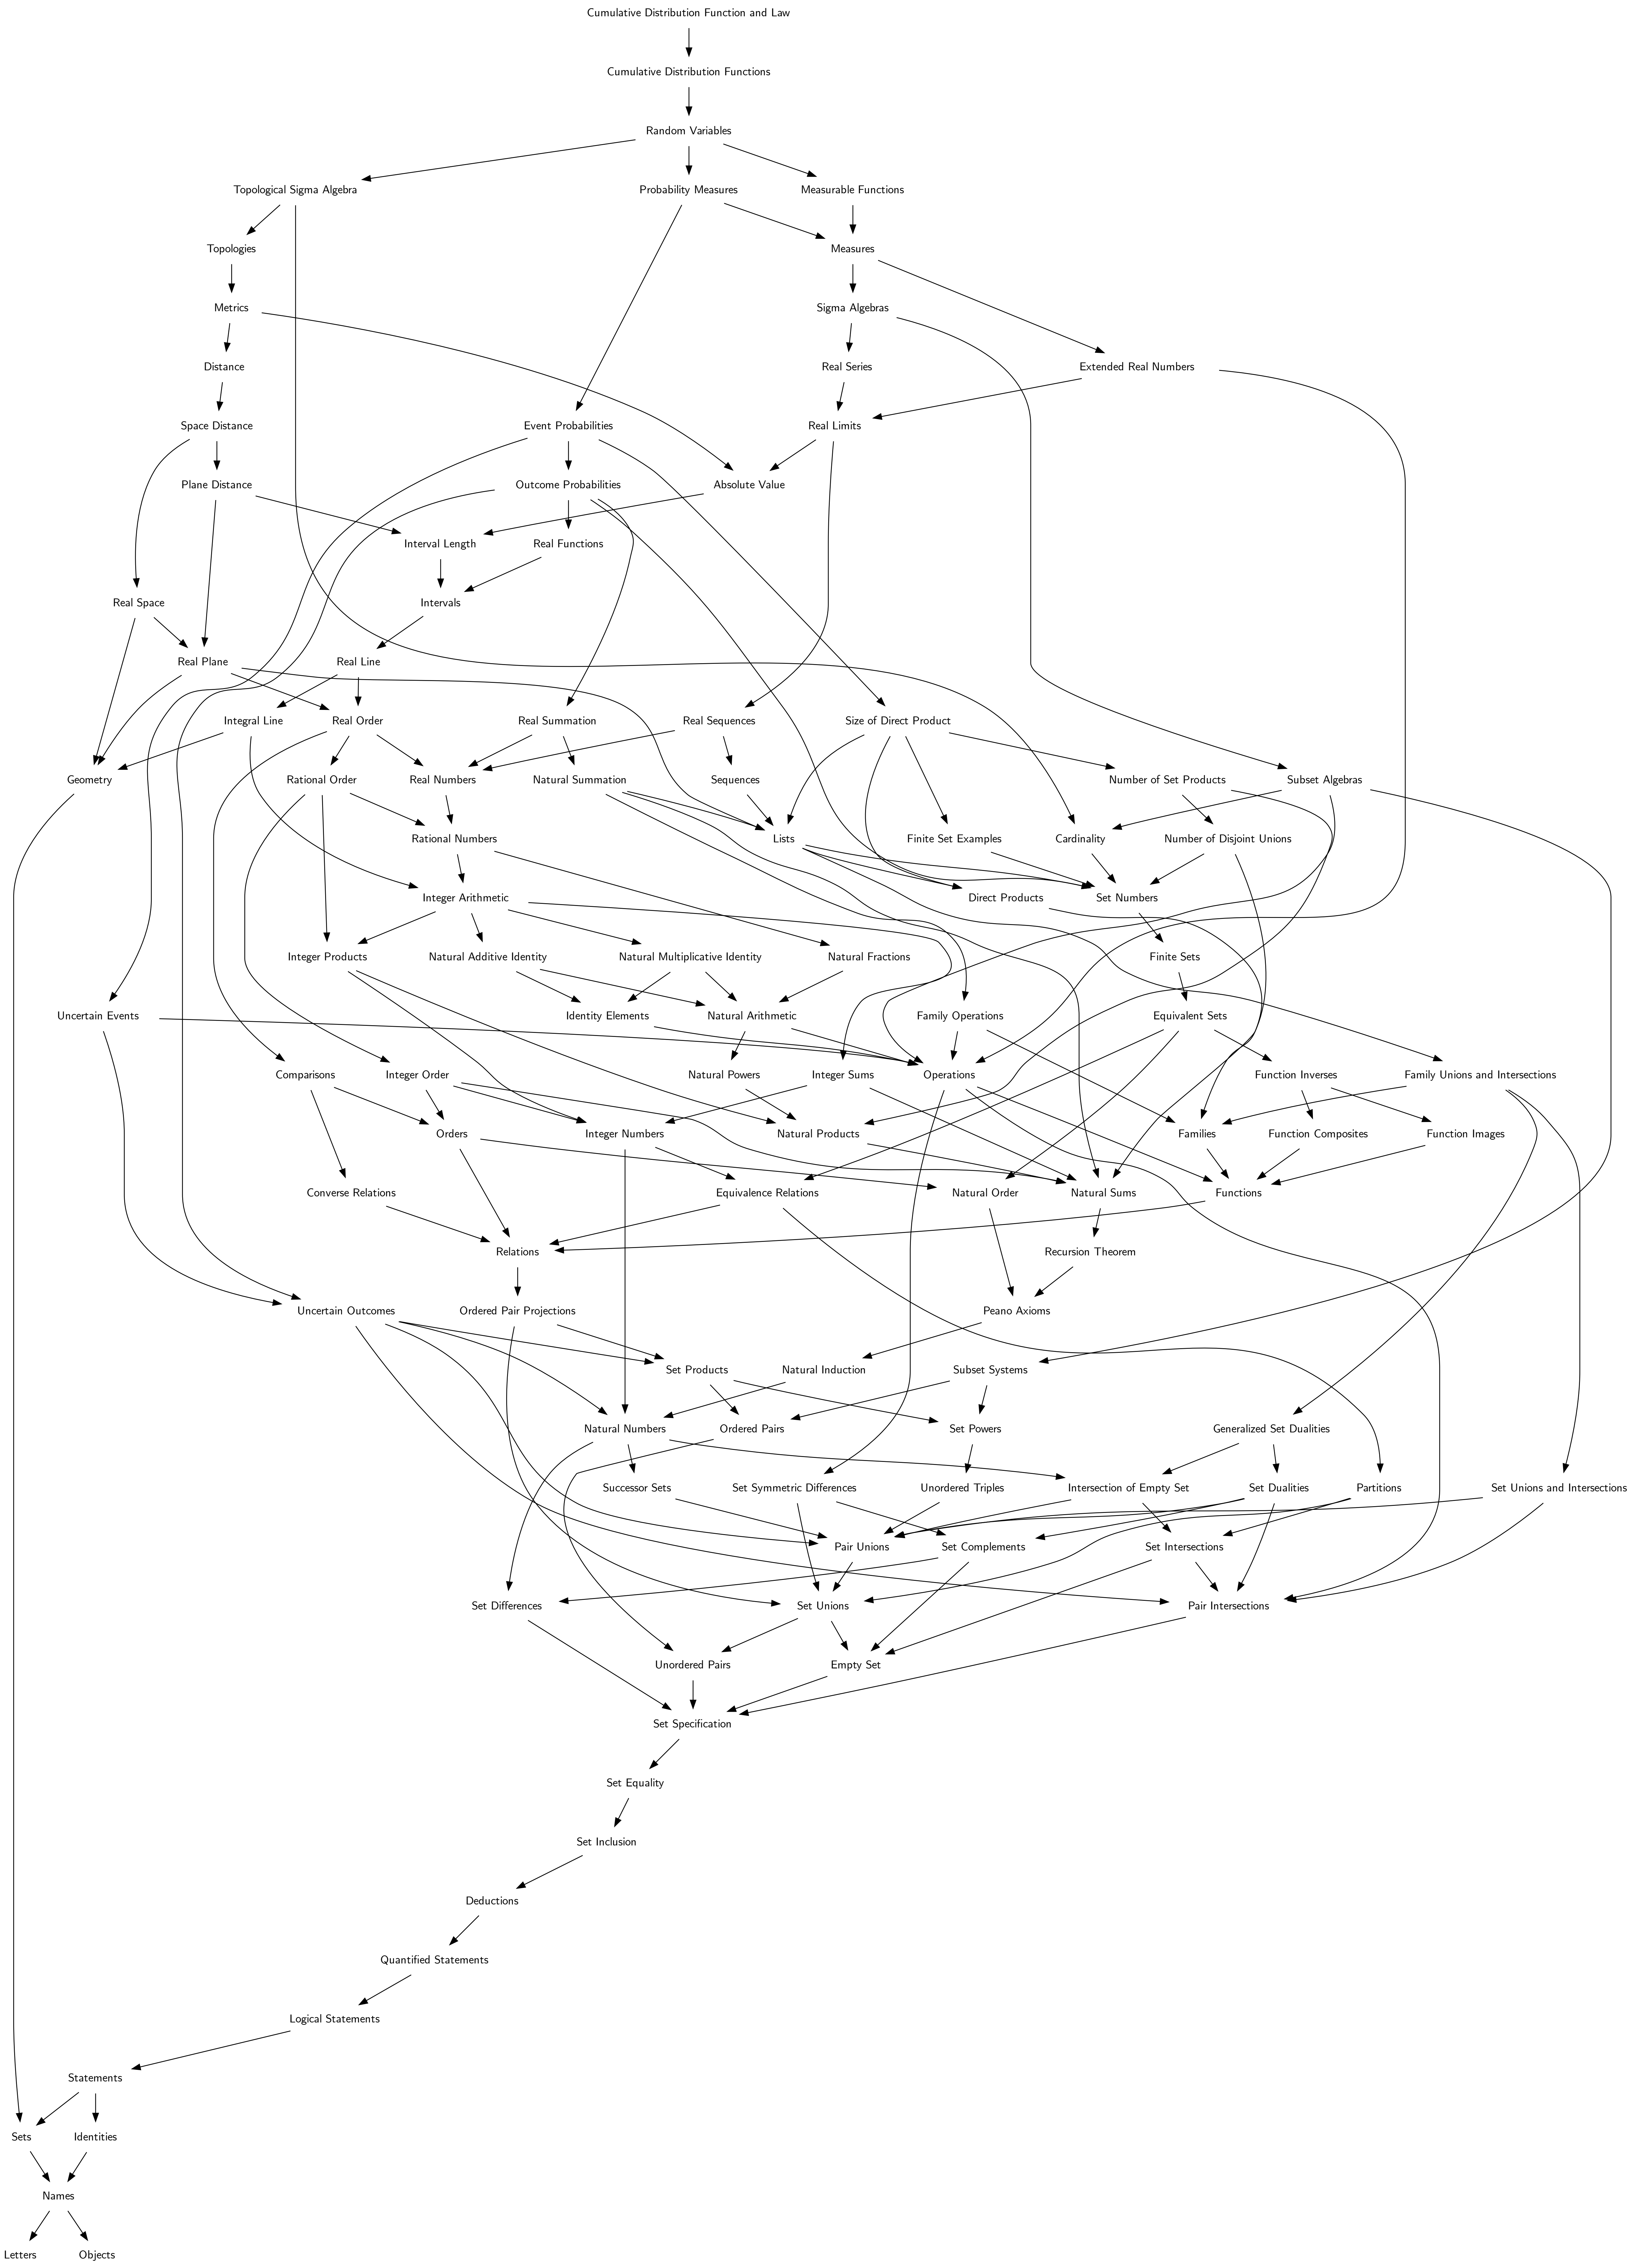 Cumulative Distribution Function and Law
Cumulative Distribution Functions
Random Variables
Topological Sigma Algebra
Probability Measures
Measurable Functions
Topologies
Measures
Metrics
Sigma Algebras
Distance
Real Series
Extended Real Numbers
Space Distance
Event Probabilities
Real Limits
Plane Distance
Outcome Probabilities
Absolute Value
Interval Length
Real Functions
Real Space
Intervals
Real Plane
Real Line
Integral Line
Real Order
Real Summation
Real Sequences
Size of Direct Product
Geometry
Rational Order
Real Numbers
Natural Summation
Sequences
Number of Set Products
Subset Algebras
Rational Numbers
Lists
Finite Set Examples
Cardinality
Number of Disjoint Unions
Integer Arithmetic
Direct Products
Set Numbers
Integer Products
Natural Additive Identity
Natural Multiplicative Identity
Natural Fractions
Finite Sets
Uncertain Events
Identity Elements
Natural Arithmetic
Family Operations
Equivalent Sets
Comparisons
Integer Order
Natural Powers
Integer Sums
Operations
Function Inverses
Family Unions and Intersections
Orders
Integer Numbers
Natural Products
Families
Function Composites
Function Images
Converse Relations
Equivalence Relations
Natural Order
Natural Sums
Functions
Relations
Recursion Theorem
Uncertain Outcomes
Ordered Pair Projections
Peano Axioms
Set Products
Natural Induction
Subset Systems
Natural Numbers
Ordered Pairs
Set Powers
Generalized Set Dualities
Successor Sets
Set Symmetric Differences
Unordered Triples
Intersection of Empty Set
Set Dualities
Partitions
Set Unions and Intersections
Pair Unions
Set Complements
Set Intersections
Set Differences
Set Unions
Pair Intersections
Unordered Pairs
Empty Set
Set Specification
Set Equality
Set Inclusion
Deductions
Quantified Statements
Logical Statements
Statements
Sets
Identities
Names
Letters
Objects